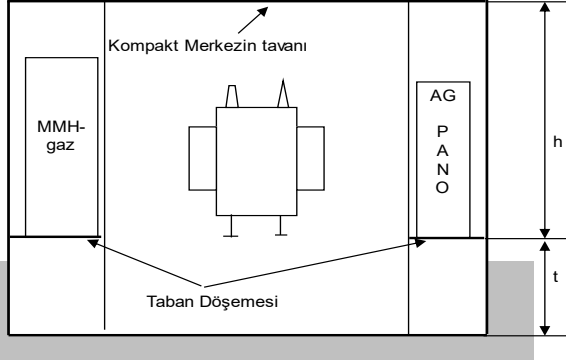 Kompakt Merkezin tavanı
MMH-
gaz
AG
P
A
N
O
h
t
Taban Döşemesi